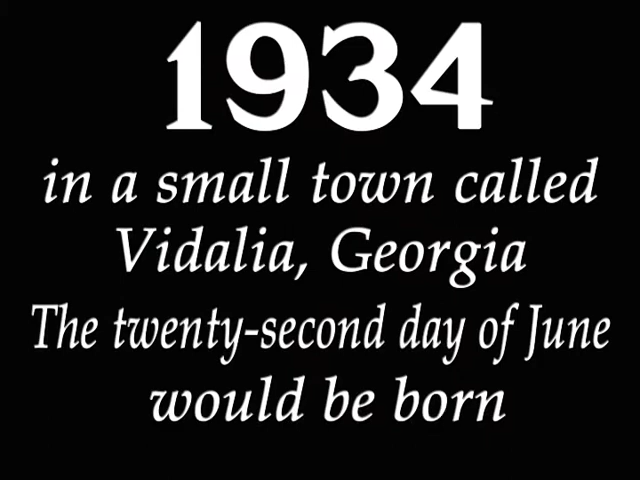 1934
in a small town called
Vidalia, Georgia
The twenty-second day of June
would be born